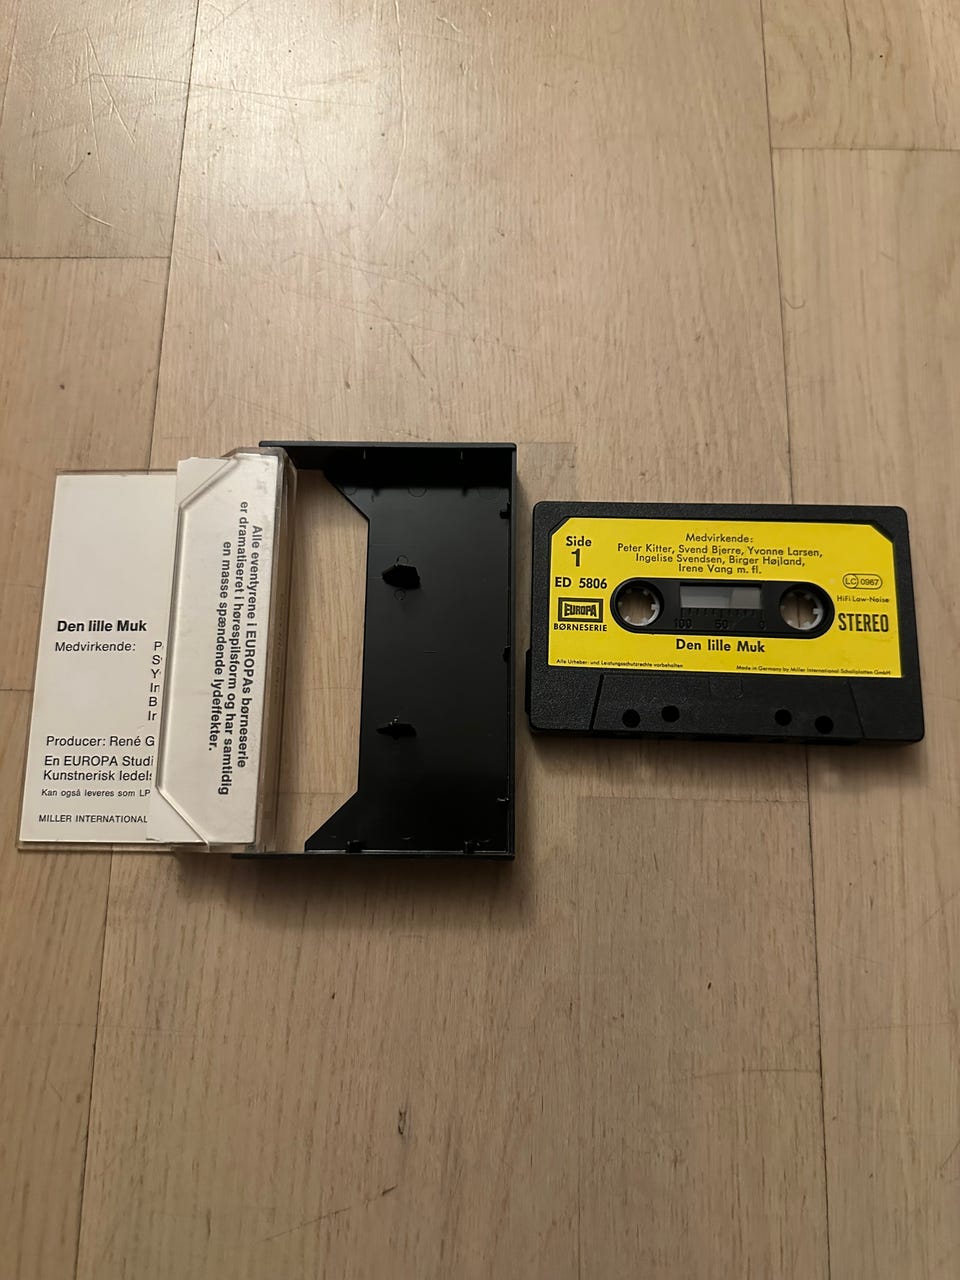 Den lille Muk
Medvirkende: P
S
Y
In
B
Ir
Producer: René G
En EUROPA Studi
Kunstnerisk ledels
Kan også leveres som LP
MILLER INTERNATIONAL
Alle eventyrene i EUROPAs børneserie
er dramatiseret i hørespilsform og har samtidig
en masse spændende lydeffekter.
Side
1
Medvirkende:
Peter Kitter, Svend Bjerre, Yvonne Larsen,
Ingelise Svendsen, Birger Højland,
Irene Vang m. fl.
ED 5806
LC 0967
EUROPA
BØRNESERIE
HiFi Low-Noise
STEREO
100 50 0
Den lille Muk
Alle Urheber- und Leistungsschutzrechte vorbehalten
Made in Germany by Miller International Schallplatten GmbH